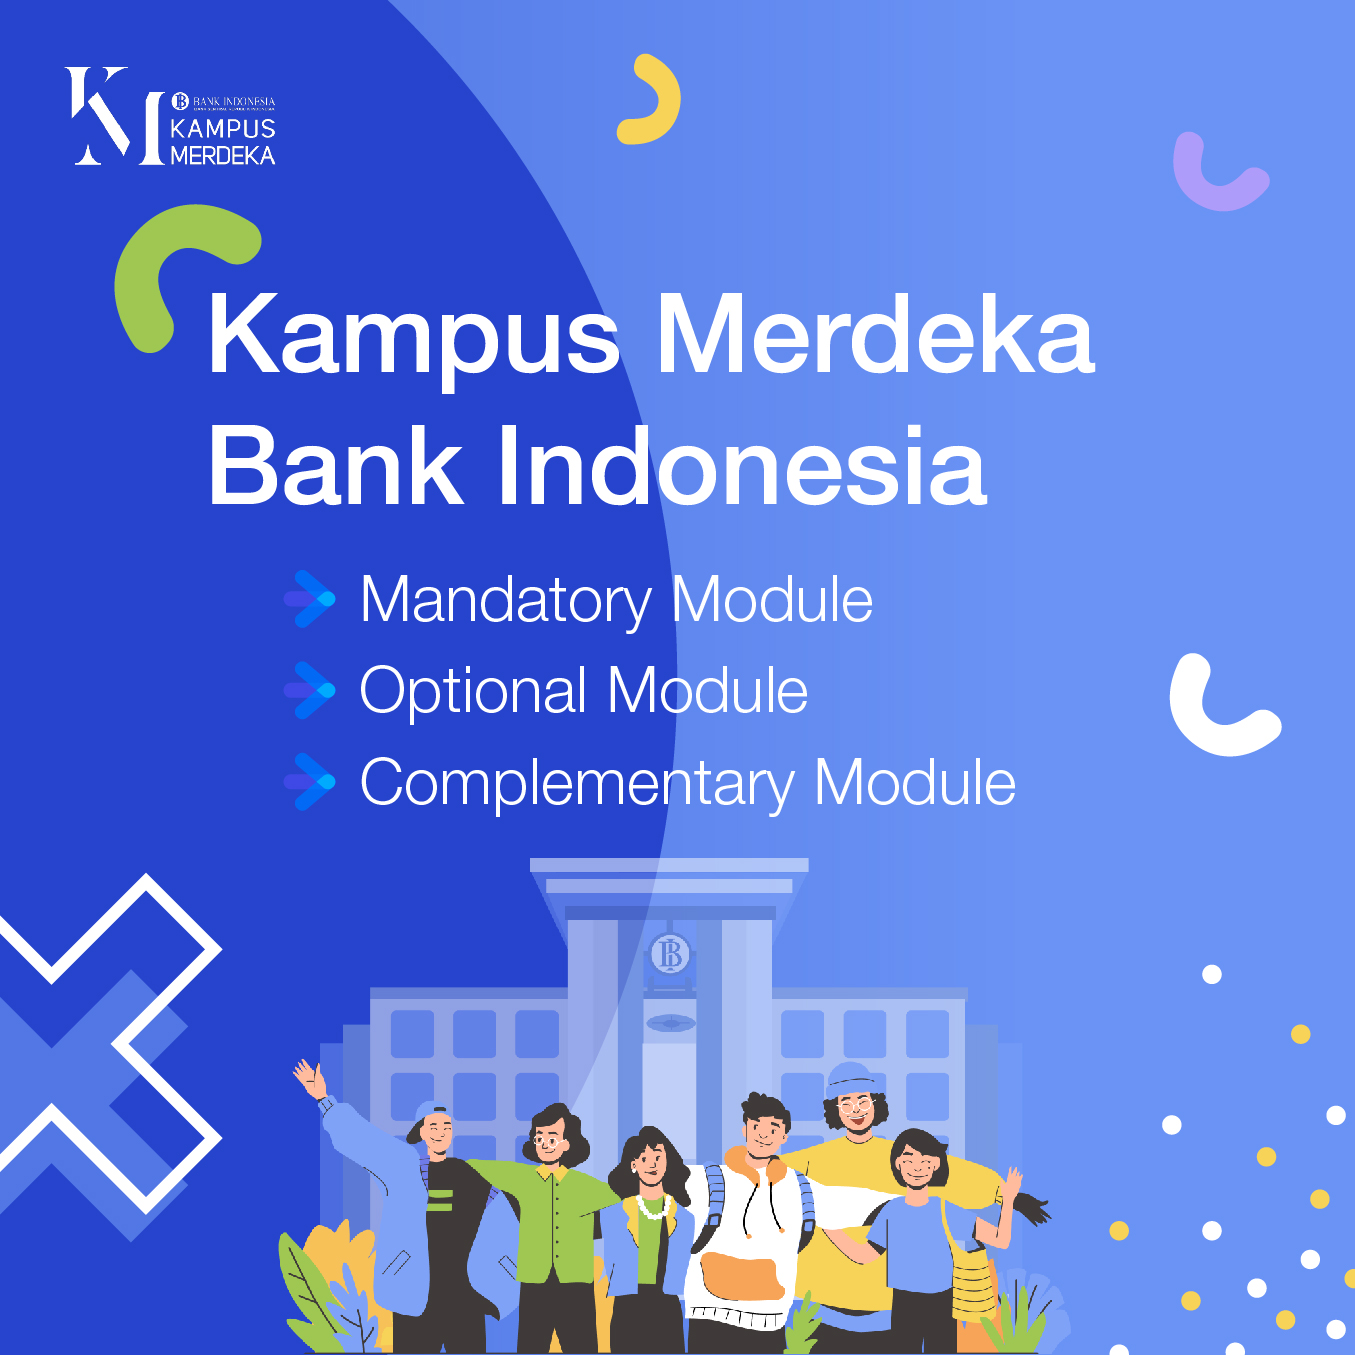 BANK INDONESIA
KAMPUS
MERDEKA
Kampus Merdeka
Bank Indonesia
Mandatory Module
Optional Module
Complementary Module